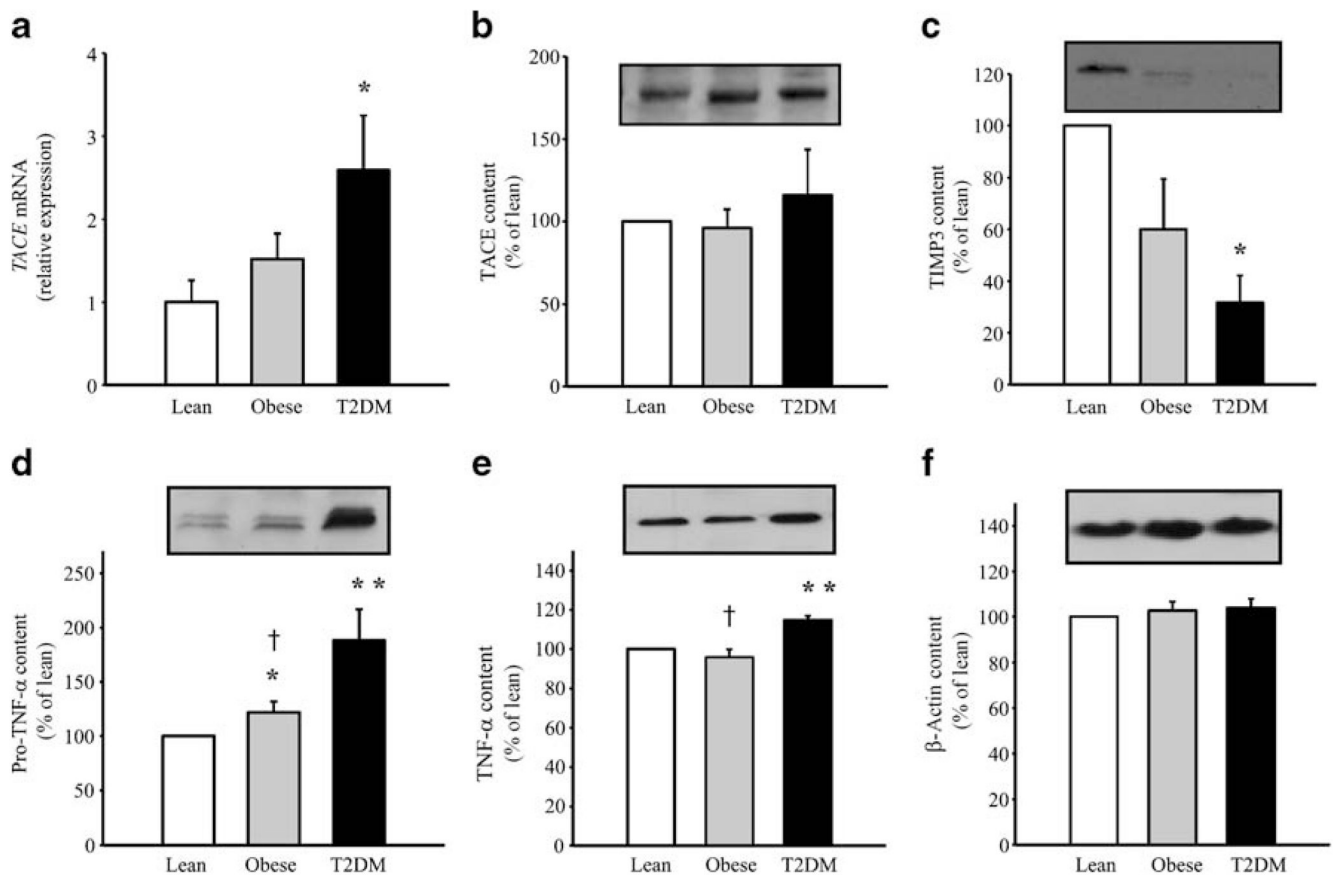 a
TACE mRNA
(relative expression)
4
3
2
1
0
*
Lean Obese T2DM
b
TACE content
(% of lean)
200
150
100
50
0
Lean Obese T2DM
c
TIMP3 content
(% of lean)
120
100
80
60
40
20
0
*
Lean Obese T2DM
d
Pro-TNF-α content
(% of lean)
250
200
150
100
50
0
†
*
* *
Lean Obese T2DM
e
TNF-α content
(% of lean)
140
120
100
80
60
40
20
0
†
* *
Lean Obese T2DM
f
β-Actin content
(% of lean)
140
120
100
80
60
40
20
0
Lean Obese T2DM